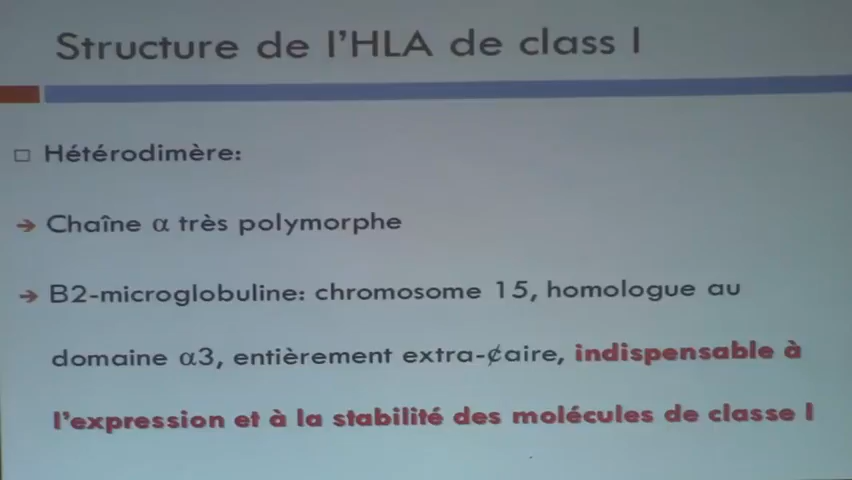 Structure de l'HLA de class I
Hétérodimère:
→ Chaîne α très polymorphe
→ B2-microglobuline: chromosome 15, homologue au
domaine α3, entièrement extra-¢aire, indispensable à
l'expression et à la stabilité des molécules de classe I